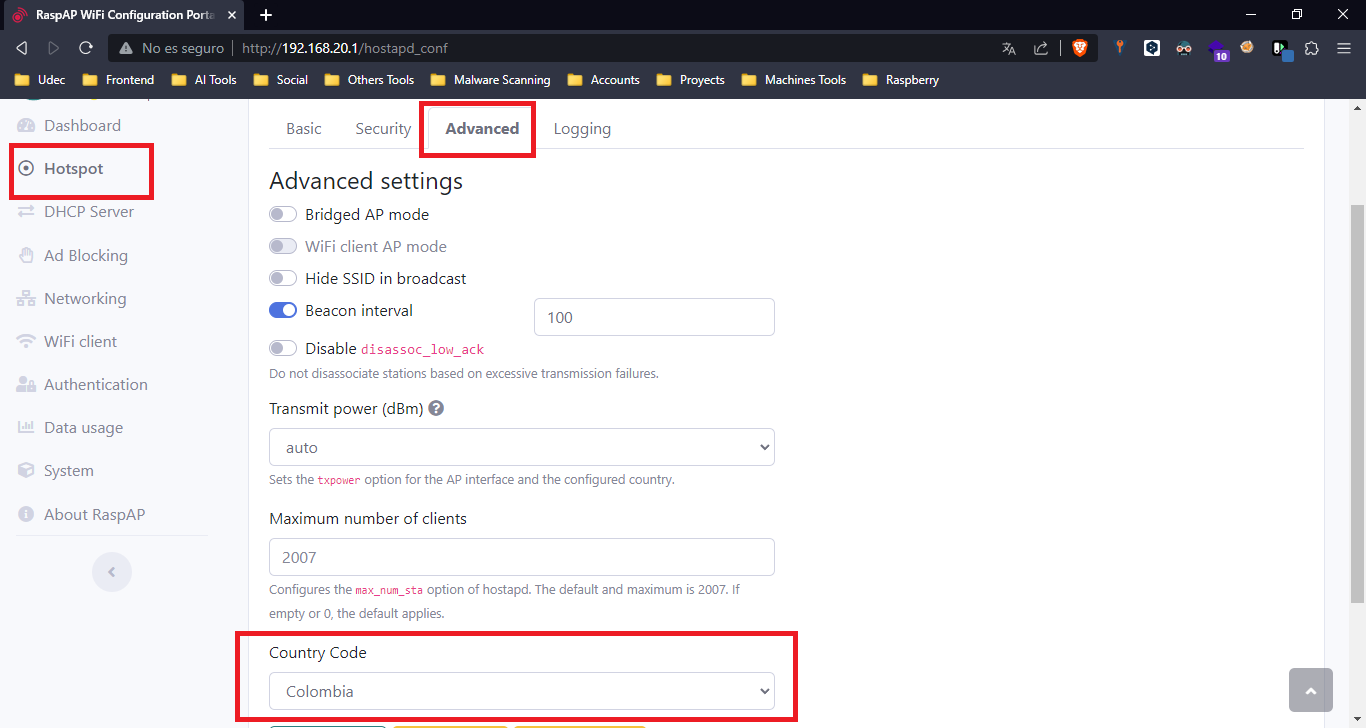 RaspAP WiFi Configuration Porta
No es seguro
http://192.168.20.1/hostapd_conf
10
Udec
Frontend
AI Tools
Social
Others Tools
Malware Scanning
Accounts
Proyects
Machines Tools
Raspberry
Dashboard
Hotspot
DHCP Server
Ad Blocking
Networking
WiFi client
Authentication
Data usage
System
About RaspAP
Basic
Security
Advanced
Logging
Advanced settings
Bridged AP mode
WiFi client AP mode
Hide SSID in broadcast
Beacon interval
100
Disable disassoc_low_ack
Do not disassociate stations based on excessive transmission failures.
Transmit power (dBm)
auto
Sets the txpower option for the AP interface and the configured country.
Maximum number of clients
2007
Configures the max_num_sta option of hostapd. The default and maximum is 2007. If
empty or 0, the default applies.
Country Code
Colombia